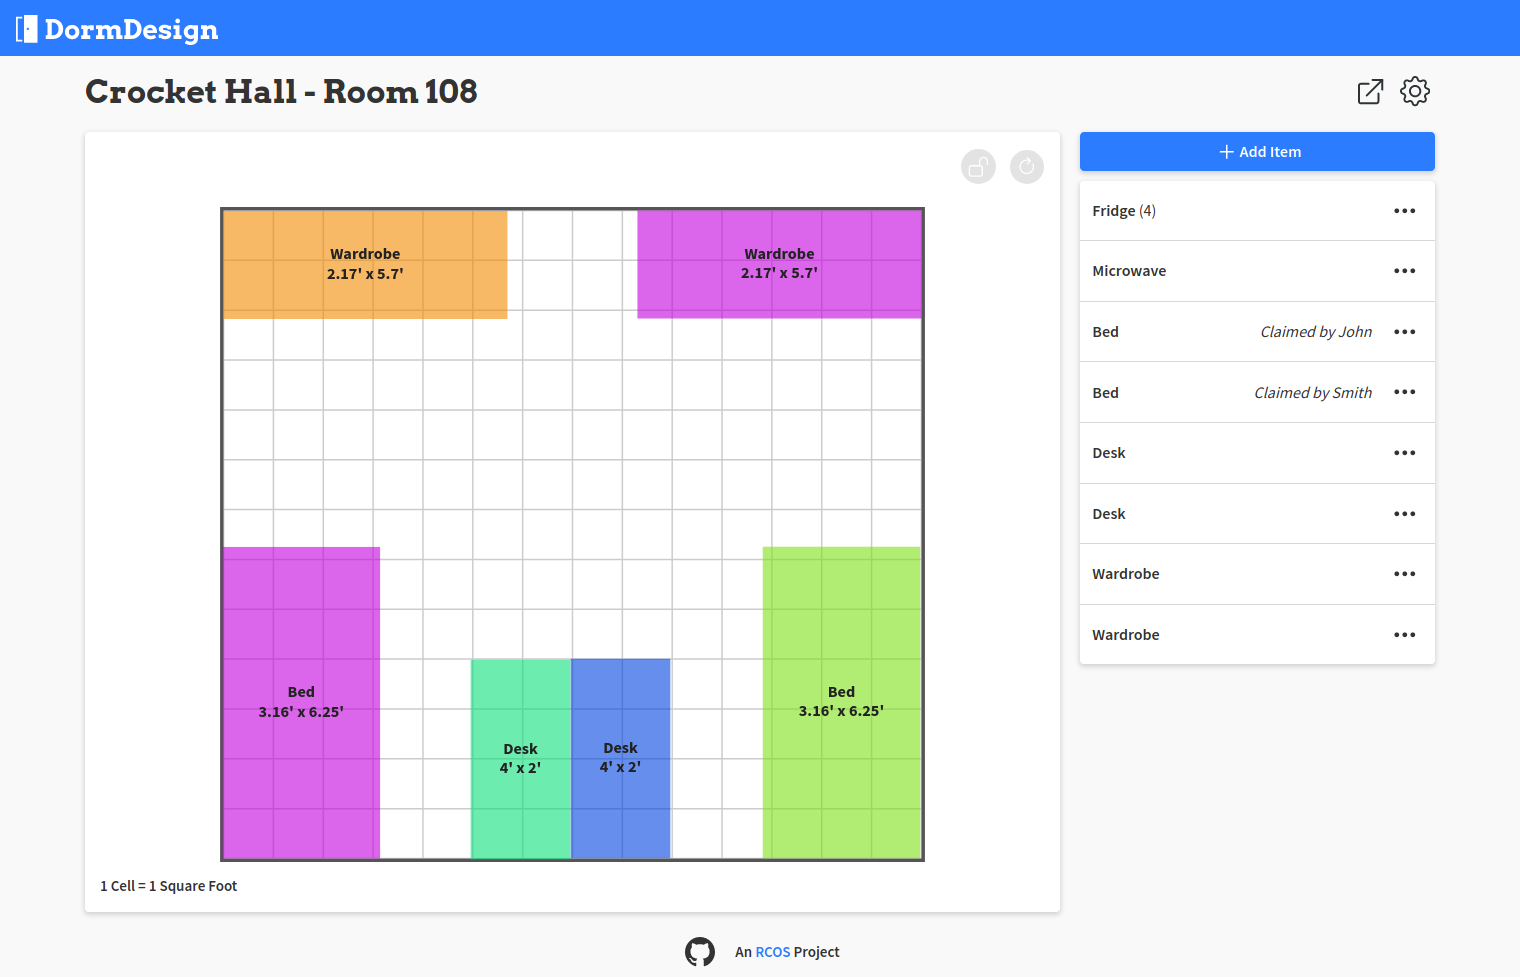 DormDesign
Crocket Hall - Room 108
Add Item
Fridge (4)
Microwave
Bed Claimed by John
Bed Claimed by Smith
Desk
Desk
Wardrobe
Wardrobe
Wardrobe
2.17' x 5.7'
Wardrobe
2.17' x 5.7'
Bed
3.16' x 6.25'
Desk
4' x 2'
Desk
4' x 2'
Bed
3.16' x 6.25'
1 Cell = 1 Square Foot
An RCOS Project